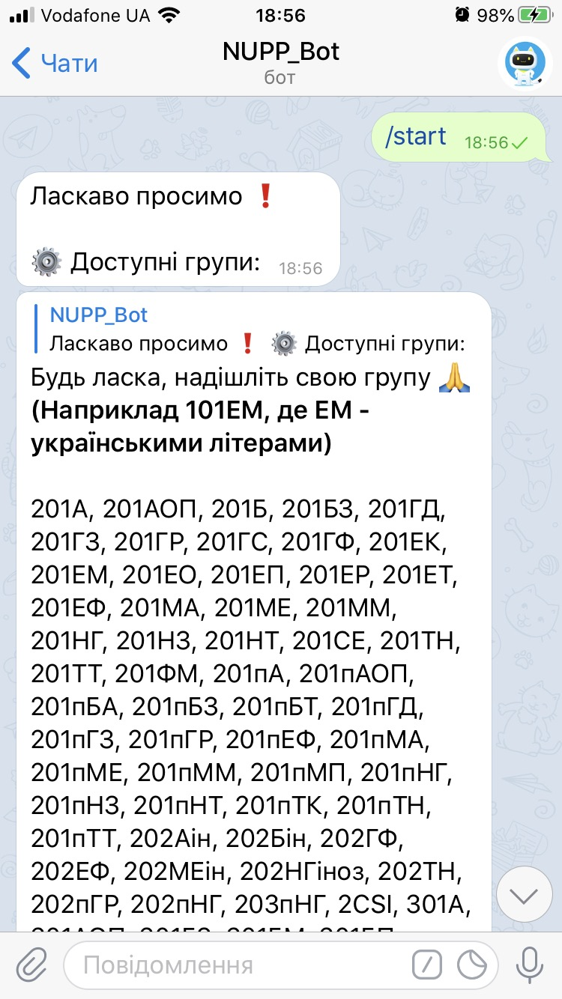 Vodafone UA 18:56 98%
Чати NUPP_Bot
бот
/start 18:56
Ласкаво просимо ❗
⚙ Доступні групи: 18:56
NUPP_Bot
Ласкаво просимо ❗ ⚙ Доступні групи:
Будь ласка, надішліть свою групу 🙏
(Наприклад 101ЕМ, де ЕМ -
українськими літерами)
201А, 201АОП, 201Б, 201БЗ, 201ГД,
201ГЗ, 201ГР, 201ГС, 201ГФ, 201ЕК,
201ЕМ, 201ЕО, 201ЕП, 201ЕР, 201ЕТ,
201ЕФ, 201МА, 201МЕ, 201ММ,
201НГ, 201НЗ, 201НТ, 201СЕ, 201ТН,
201ТТ, 201ФМ, 201пА, 201пАОП,
201пБА, 201пБЗ, 201пБТ, 201пГД,
201пГЗ, 201пГР, 201пЕФ, 201пМА,
201пМЕ, 201пММ, 201пМП, 201пНГ,
201пНЗ, 201пНТ, 201пТК, 201пТН,
201пТТ, 202Аін, 202Бін, 202ГФ,
202ЕФ, 202МЕін, 202НГіноз, 202ТН,
202пГР, 202пНГ, 203пНГ, 2CSI, 301А,
Повідомлення